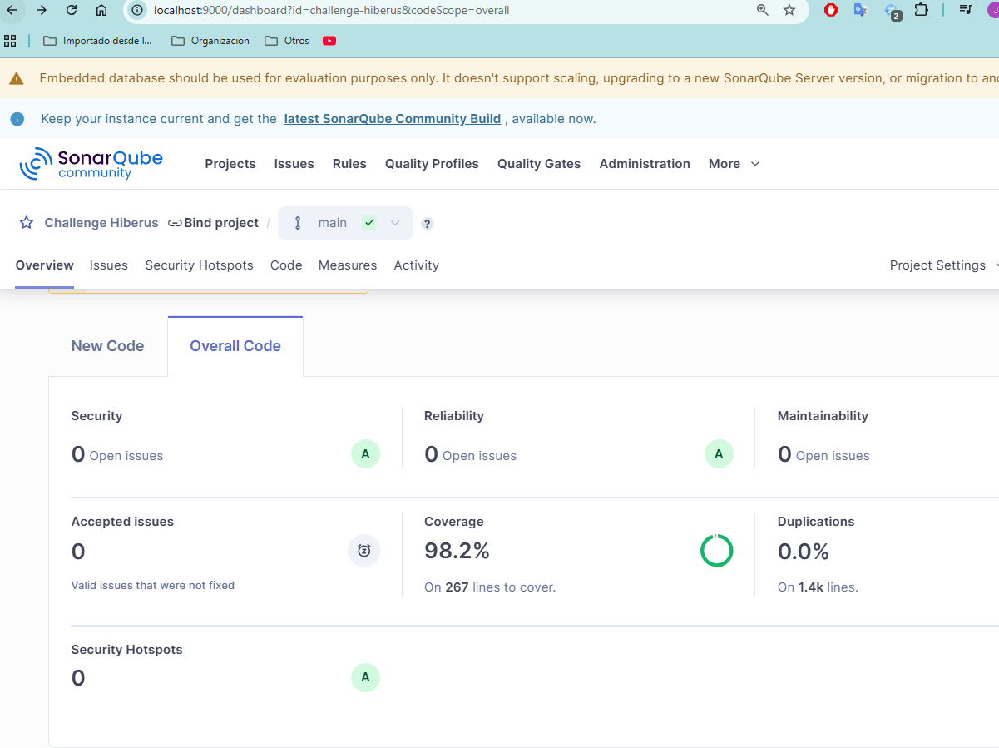 localhost:9000/dashboard?id=challenge-hiberus&codeScope=overall
2
J
Importado desde l...
Organizacion
Otros
Embedded database should be used for evaluation purposes only. It doesn't support scaling, upgrading to a new SonarQube Server version, or migration to
Keep your instance current and get the latest SonarQube Community Build , available now.
SonarQube community
Projects Issues Rules Quality Profiles Quality Gates Administration More
Challenge Hiberus Bind project / main ?
Overview Issues Security Hotspots Code Measures Activity Project Settings
New Code Overall Code
Security Reliability Maintainability
0 Open issues A 0 Open issues A 0 Open issues
Accepted issues Coverage Duplications
0 98.2% 0.0%
Valid issues that were not fixed On 267 lines to cover. On 1.4k lines.
Security Hotspots
0 A